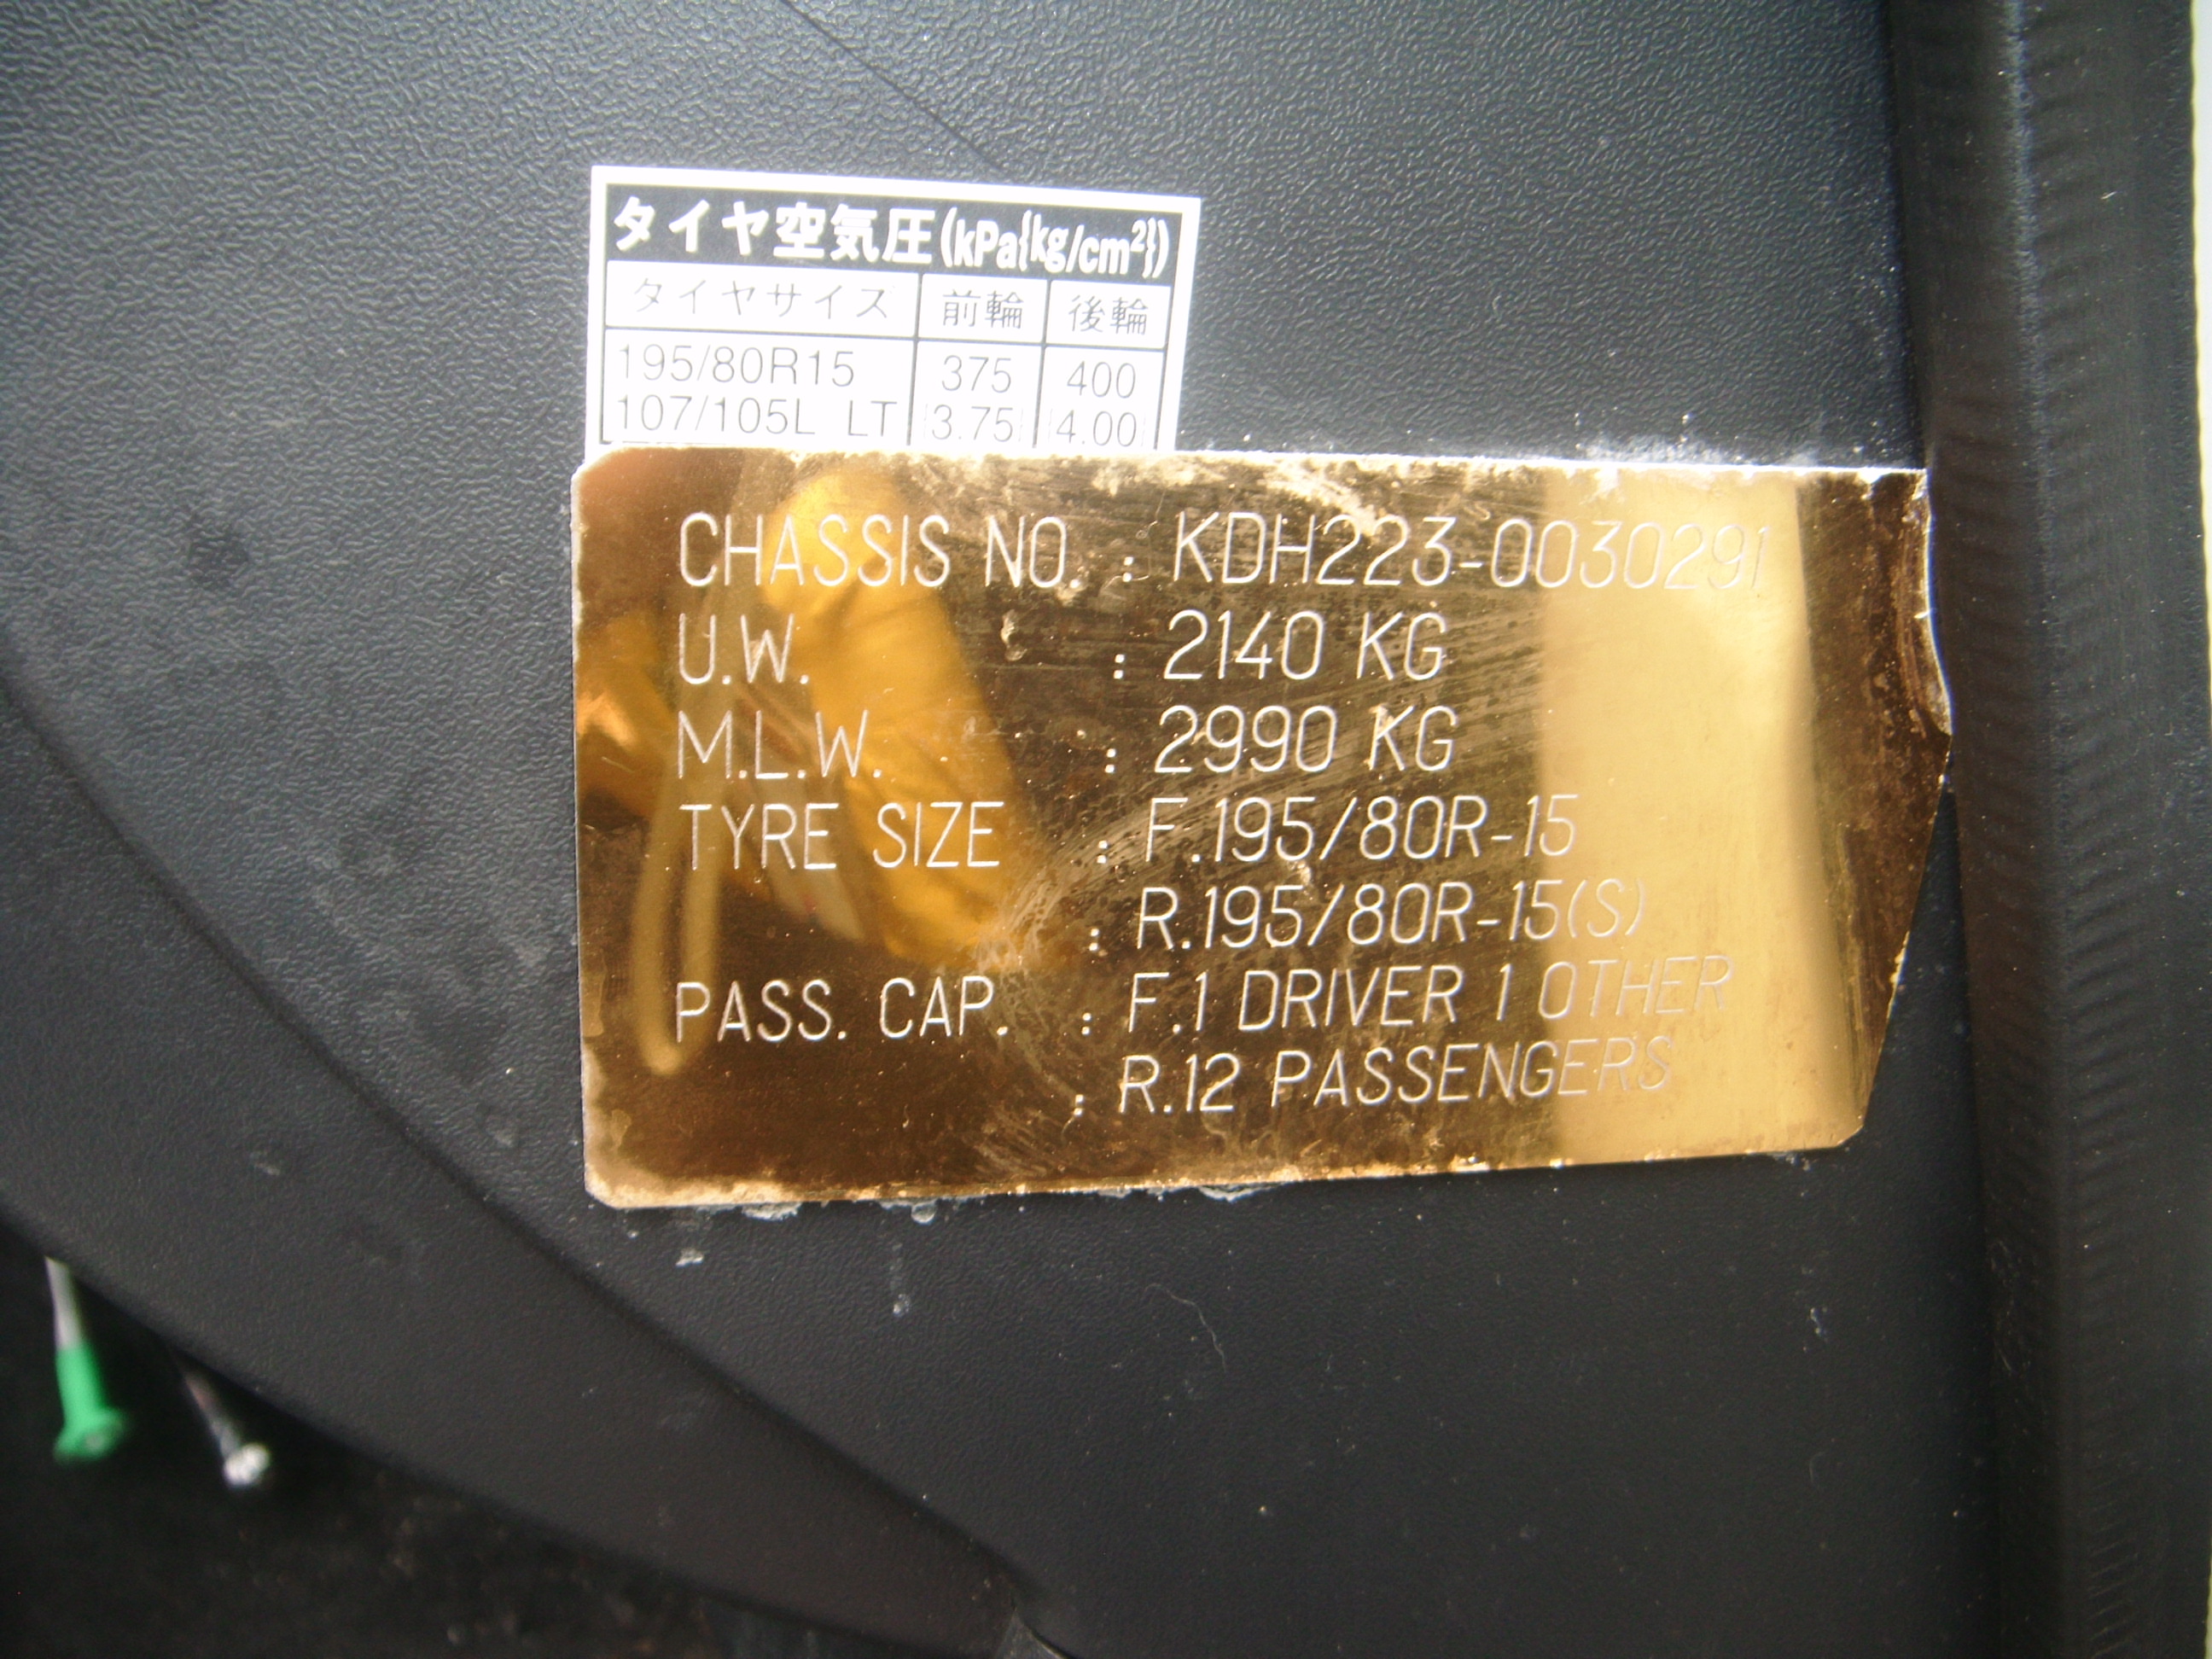 タイヤ空気圧(kPa{kg/cm²})
タイヤサイズ 前輪 後輪
195/80R15 375 400
107/105L LT {3.75} {4.00}
CHASSIS NO. : KDH223-0030291
U.W. : 2140 KG
M.L.W. : 2990 KG
TYRE SIZE : F.195/80R-15
: R.195/80R-15(S)
PASS. CAP. : F.1 DRIVER 1 OTHER
: R.12 PASSENGERS